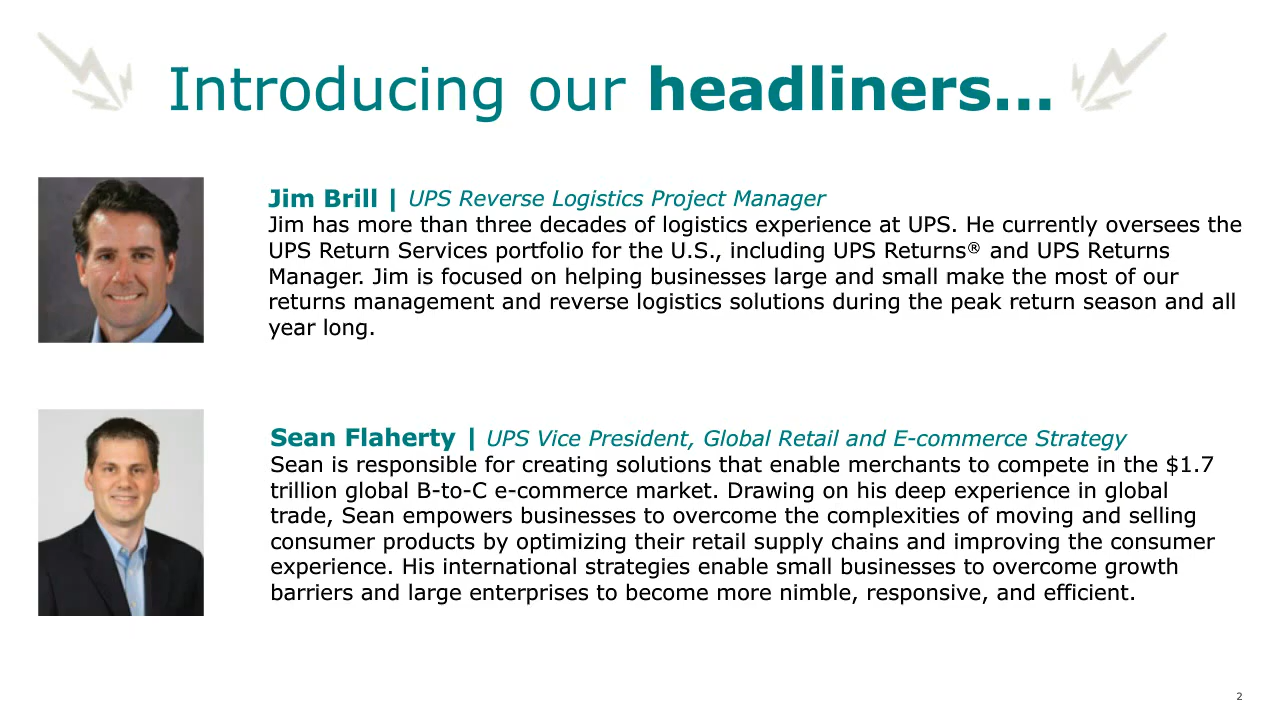 Introducing our headliners...
Jim Brill | UPS Reverse Logistics Project Manager
Jim has more than three decades of logistics experience at UPS. He currently oversees the
UPS Return Services portfolio for the U.S., including UPS Returns® and UPS Returns
Manager. Jim is focused on helping businesses large and small make the most of our
returns management and reverse logistics solutions during the peak return season and all
year long.
Sean Flaherty | UPS Vice President, Global Retail and E-commerce Strategy
Sean is responsible for creating solutions that enable merchants to compete in the $1.7
trillion global B-to-C e-commerce market. Drawing on his deep experience in global
trade, Sean empowers businesses to overcome the complexities of moving and selling
consumer products by optimizing their retail supply chains and improving the consumer
experience. His international strategies enable small businesses to overcome growth
barriers and large enterprises to become more nimble, responsive, and efficient.
2